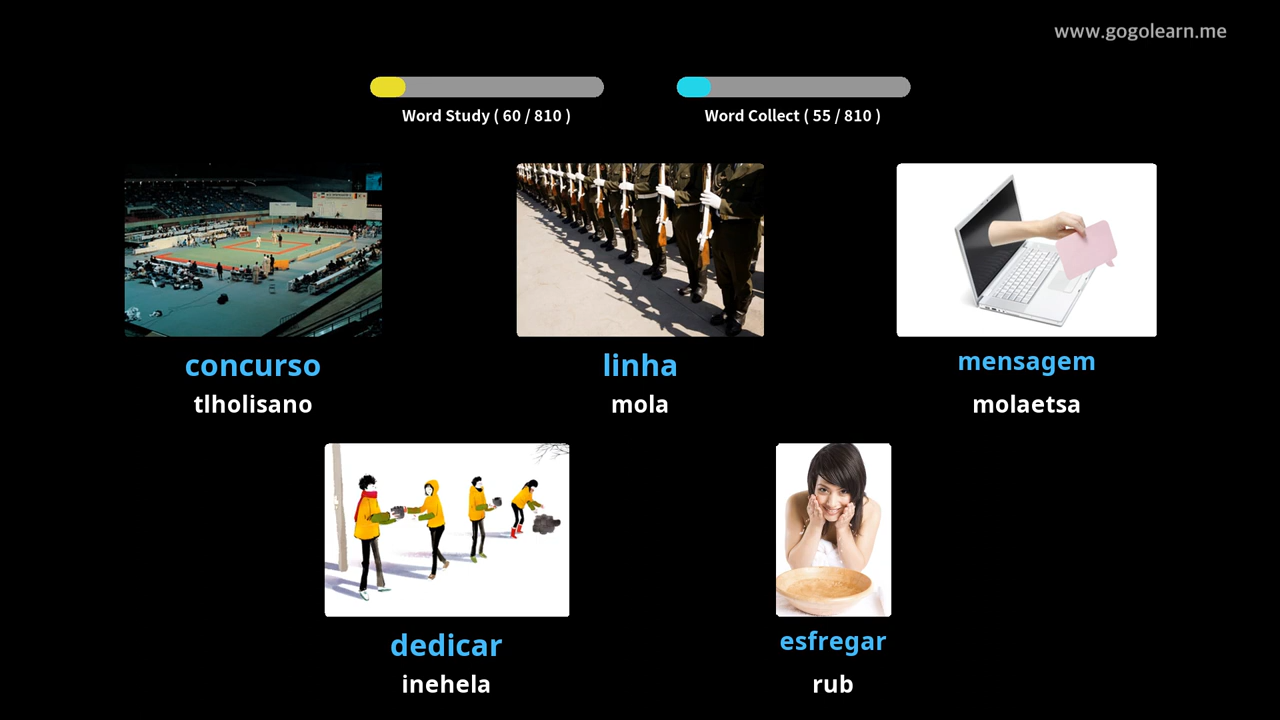 www.gogolearn.me
Word Study ( 60 / 810 )
Word Collect ( 55 / 810 )
concurso
tlholisano
linha
mola
mensagem
molaetsa
dedicar
inehela
esfregar
rub